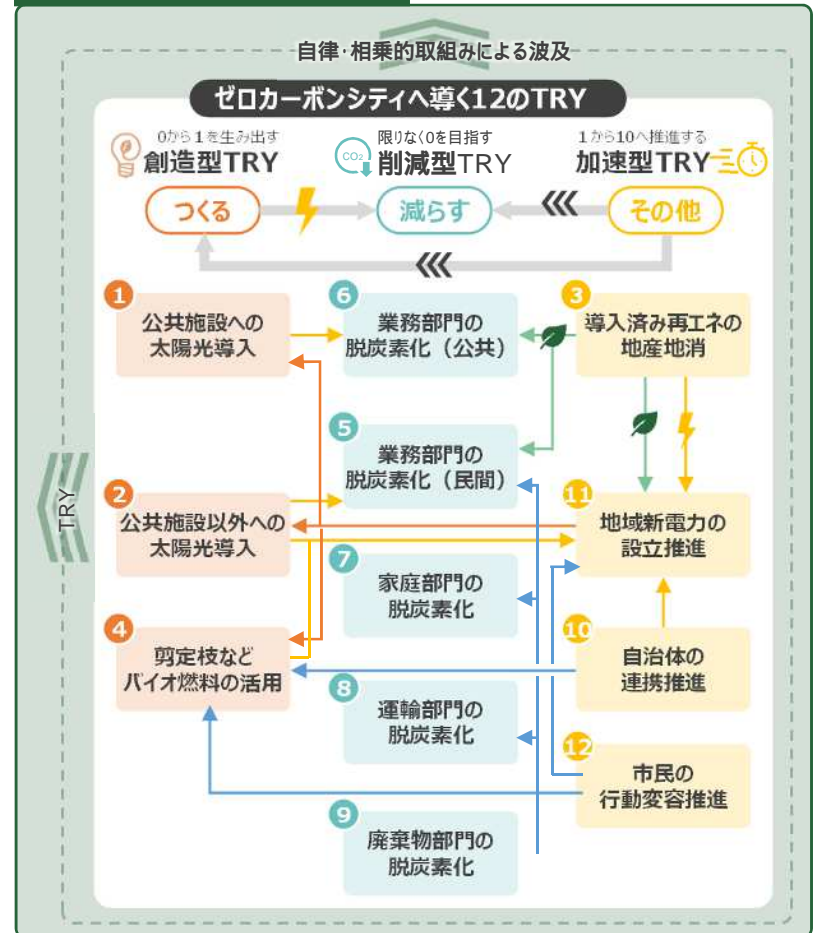 自律・相乗的取組みによる波及
ゼロカーボンシティへ導く12のTRY
0から1を生み出す
創造型TRY
限りなく0を目指す
CO₂
削減型TRY
1から10へ推進する
加速型TRY
つくる
減らす
その他
1
公共施設への
太陽光導入
6
業務部門の
脱炭素化（公共）
3
導入済み再エネの
地産地消
5
業務部門の
脱炭素化（民間）
2
公共施設以外への
太陽光導入
11
地域新電力の
設立推進
7
家庭部門の
脱炭素化
4
剪定枝など
バイオ燃料の活用
10
自治体の
連携推進
8
運輸部門の
脱炭素化
12
市民の
行動変容推進
9
廃棄物部門の
脱炭素化
TRY